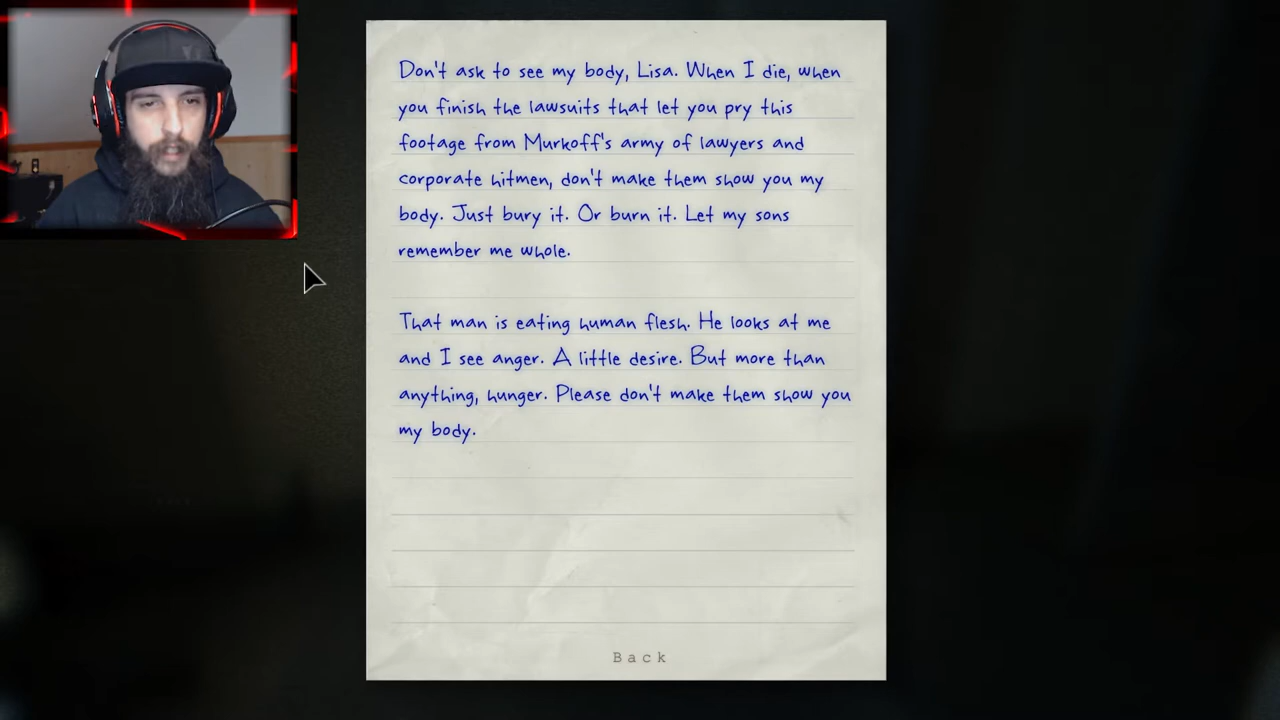 Don't ask to see my body, Lisa. When I die, when
you finish the lawsuits that let you pry this
footage from Murkoff's army of lawyers and
corporate hitmen, don't make them show you my
body. Just bury it. Or burn it. Let my sons
remember me whole.
That man is eating human flesh. He looks at me
and I see anger. A little desire. But more than
anything, hunger. Please don't make them show you
my body.
Back